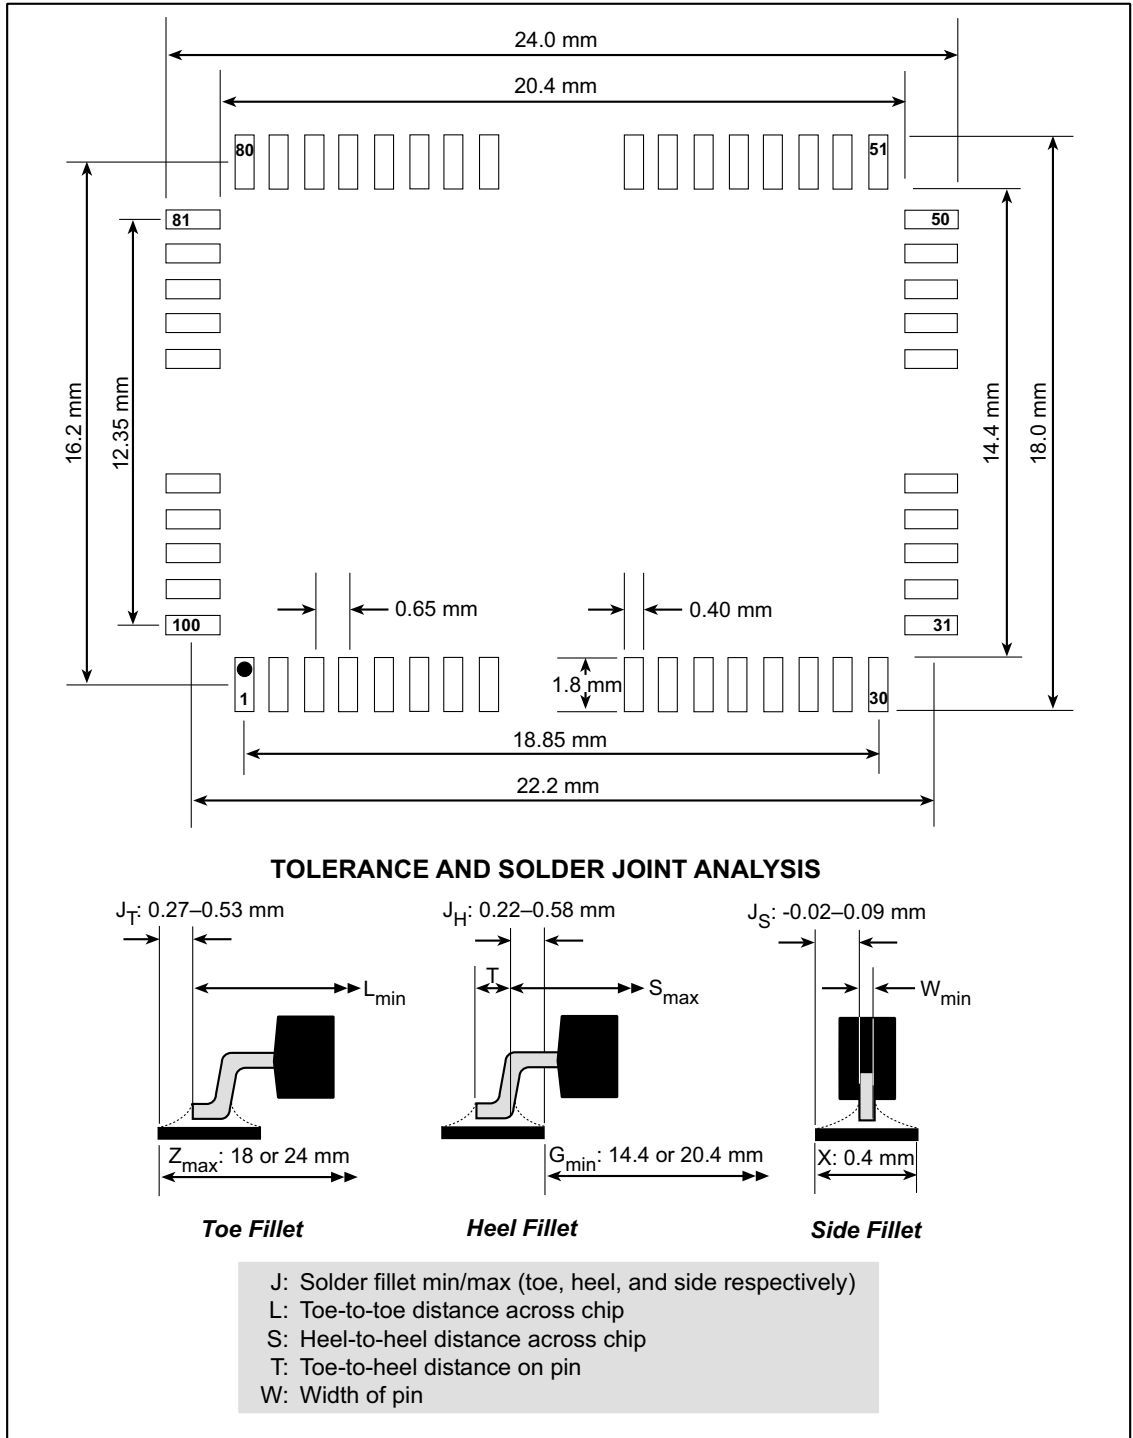 24.0 mm
20.4 mm
80
51
81
50
16.2 mm
12.35 mm
14.4 mm
18.0 mm
0.65 mm
0.40 mm
100
31
1.8 mm
1
30
18.85 mm
22.2 mm
TOLERANCE AND SOLDER JOINT ANALYSIS
JT: 0.27–0.53 mm
JH: 0.22–0.58 mm
JS: -0.02–0.09 mm
Lmin
T
Smax
Wmin
Zmax: 18 or 24 mm
Gmin: 14.4 or 20.4 mm
X: 0.4 mm
Toe Fillet
Heel Fillet
Side Fillet
J: Solder fillet min/max (toe, heel, and side respectively)
L: Toe-to-toe distance across chip
S: Heel-to-heel distance across chip
T: Toe-to-heel distance on pin
W: Width of pin